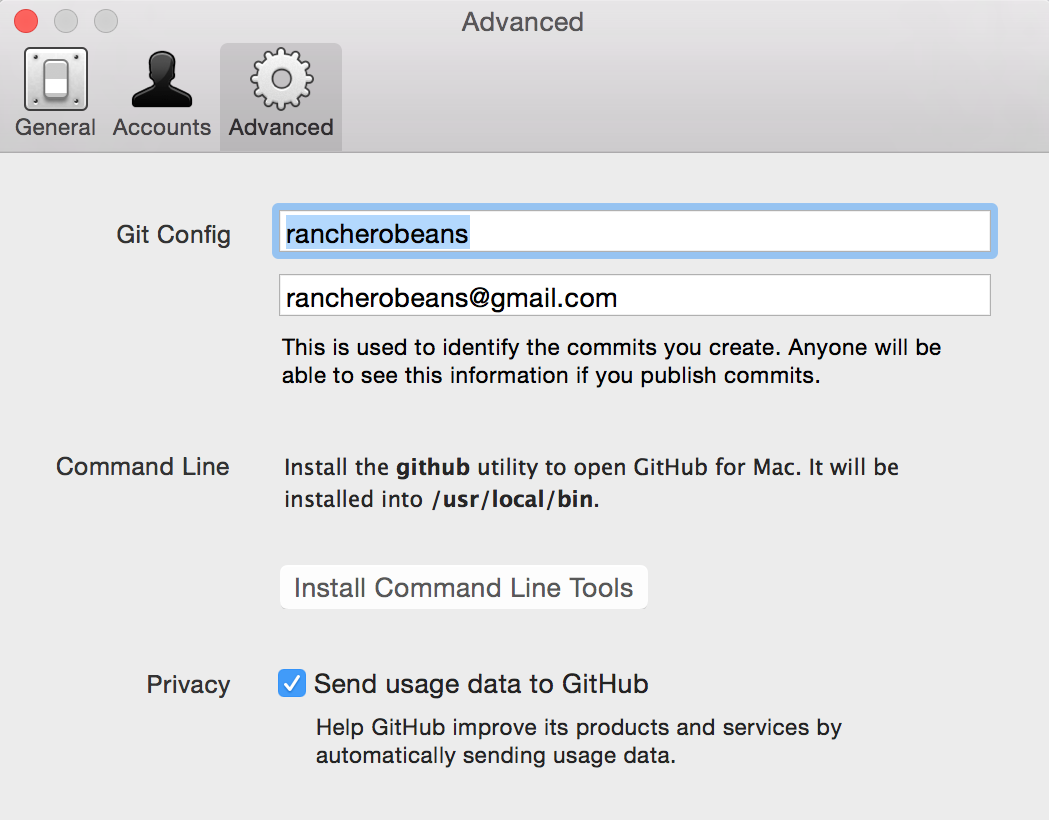 Advanced
General Accounts Advanced
Git Config rancherobeans
rancherobeans@gmail.com
This is used to identify the commits you create. Anyone will be
able to see this information if you publish commits.
Command Line Install the github utility to open GitHub for Mac. It will be
installed into /usr/local/bin.
Install Command Line Tools
Privacy Send usage data to GitHub
Help GitHub improve its products and services by
automatically sending usage data.